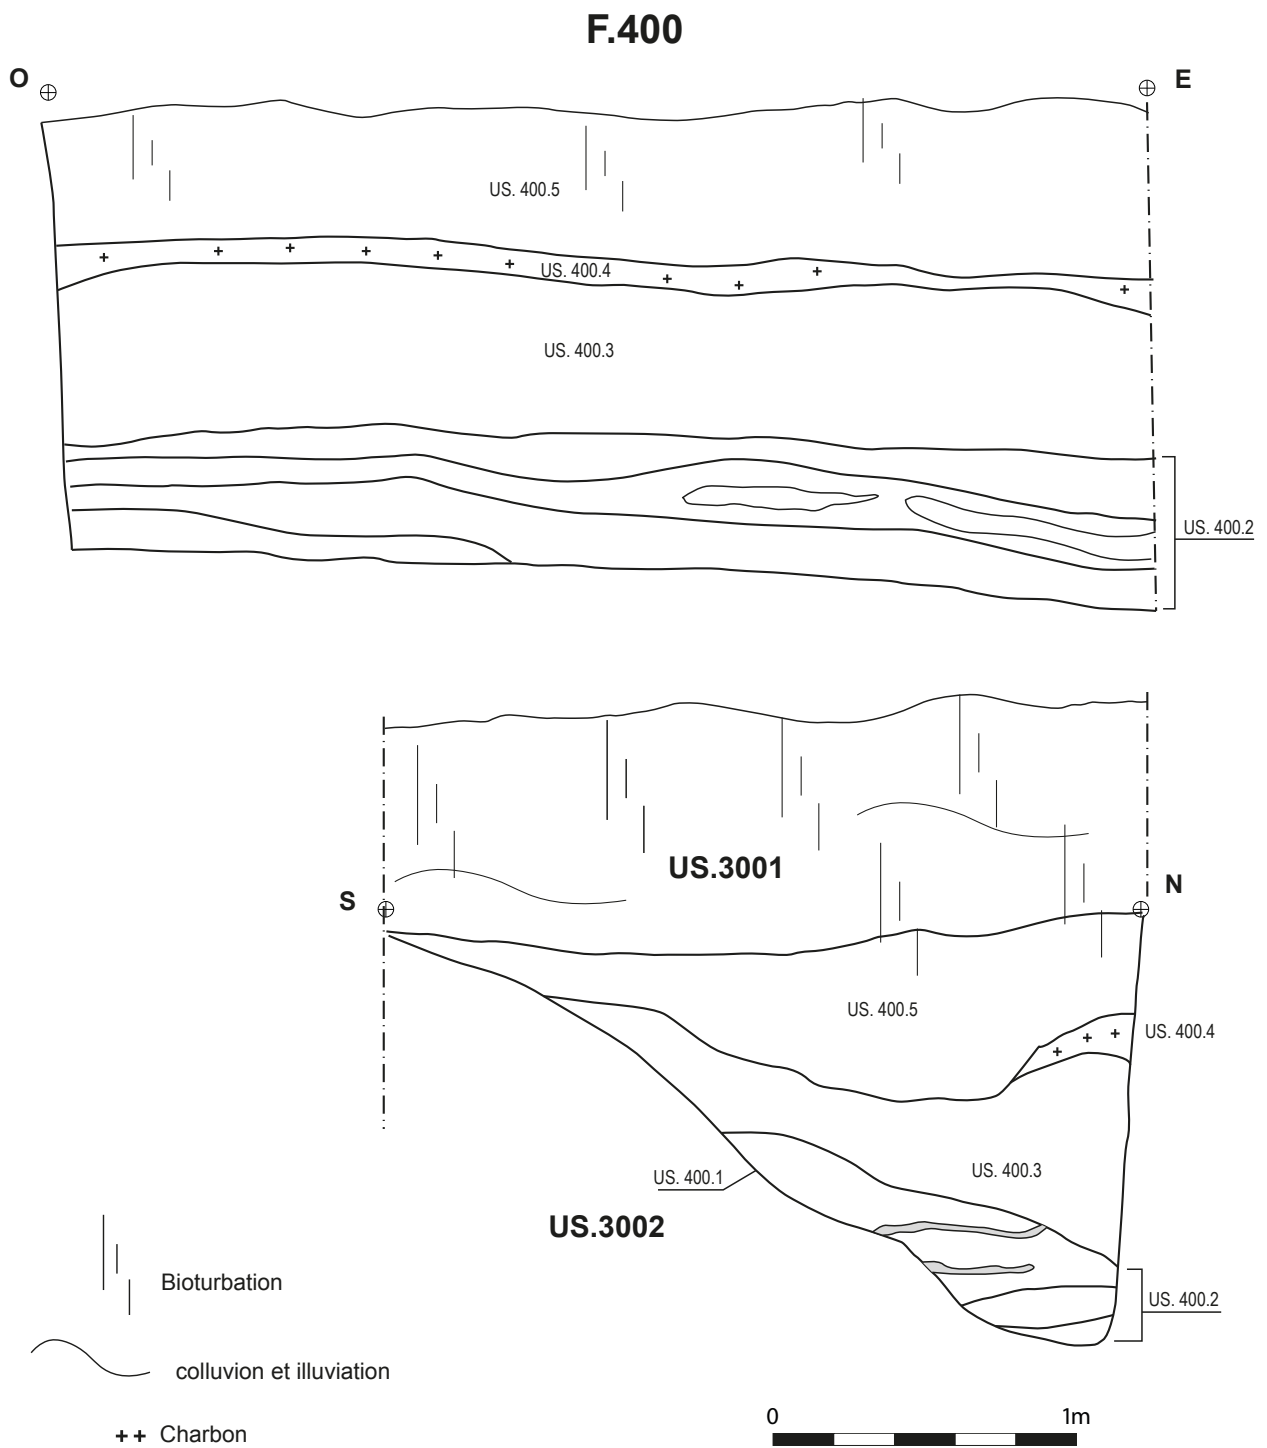 F.400
O
E
US. 400.5
US. 400.4
US. 400.3
US. 400.2
US.3001
S
N
US. 400.5
US. 400.4
US. 400.3
US. 400.1
US.3002
US. 400.2
Bioturbation
colluvion et illuviation
++ Charbon
0 1m